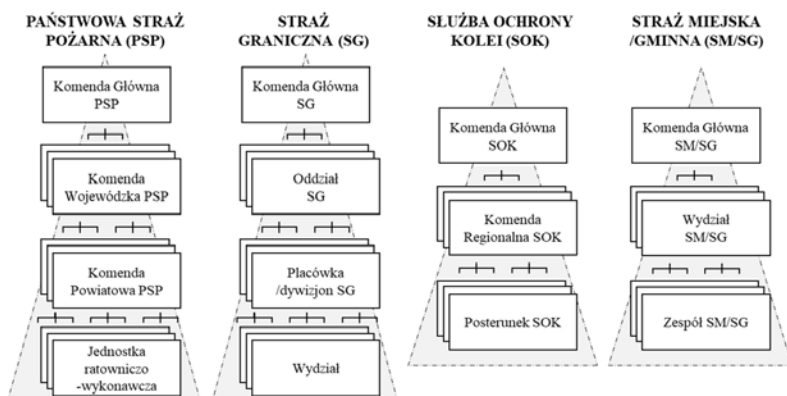 PAŃSTWOWA STRAŻ
POŻARNA (PSP)
Komenda Główna
PSP
Komenda
Wojewódzka PSP
Komenda
Powiatowa PSP
Jednostka
ratowniczo
-wykonawcza
STRAŻ
GRANICZNA (SG)
Komenda Główna
SG
Oddział
SG
Placówka
/dywizjon SG
Wydział
SŁUŻBA OCHRONY
KOLEI (SOK)
Komenda Główna
SOK
Komenda
Regionalna SOK
Posterunek SOK
STRAŻ MIEJSKA
/GMINNA (SM/SG)
Komenda Główna
SM/SG
Wydział
SM/SG
Zespół SM/SG